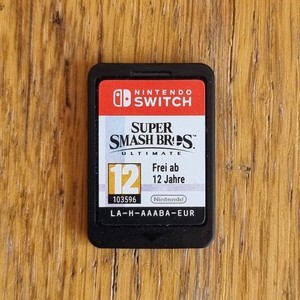 NINTENDO
SWITCH
SUPER
SMASH BROS.
ULTIMATE
12
103596
Frei ab
12 Jahre
Nintendo
LA-H-AAABA-EUR